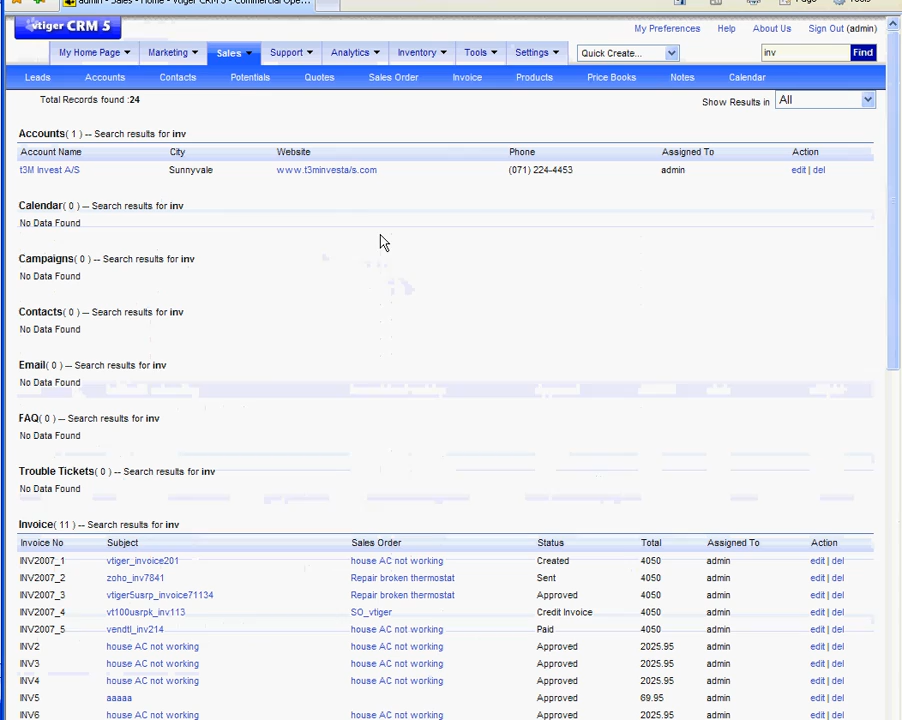 admin - Sales - Home - vtiger CRM 5 - Commercial Ope... Page Tools
vtiger CRM 5
My Preferences Help About Us Sign Out (admin)
My Home Page Marketing Sales Support Analytics Inventory Tools Settings Quick Create... inv Find
Leads Accounts Contacts Potentials Quotes Sales Order Invoice Products Price Books Notes Calendar
Total Records found :24 Show Results in All
Accounts( 1 ) -- Search results for inv
Account Name City Website Phone Assigned To Action
t3M Invest A/S Sunnyvale www.t3minvesta/s.com (071) 224-4453 admin edit | del
Calendar( 0 ) -- Search results for inv
No Data Found
Campaigns( 0 ) -- Search results for inv
No Data Found
Contacts( 0 ) -- Search results for inv
No Data Found
Email( 0 ) -- Search results for inv
No Data Found
FAQ( 0 ) -- Search results for inv
No Data Found
Trouble Tickets( 0 ) -- Search results for inv
No Data Found
Invoice( 11 ) -- Search results for inv
Invoice No Subject Sales Order Status Total Assigned To Action
INV2007_1 vtiger_invoice201 house AC not working Created 4050 admin edit | del
INV2007_2 zoho_inv7841 Repair broken thermostat Sent 4050 admin edit | del
INV2007_3 vtiger5usrp_invoice71134 Repair broken thermostat Approved 4050 admin edit | del
INV2007_4 vt100usrpk_inv113 SO_vtiger Credit Invoice 4050 admin edit | del
INV2007_5 vendtl_inv214 house AC not working Paid 4050 admin edit | del
INV2 house AC not working house AC not working Approved 2025.95 admin edit | del
INV3 house AC not working house AC not working Approved 2025.95 admin edit | del
INV4 house AC not working house AC not working Approved 2025.95 admin edit | del
INV5 aaaaa Approved 69.95 admin edit | del
INV6 house AC not working house AC not working Approved 2025.95 admin edit | del